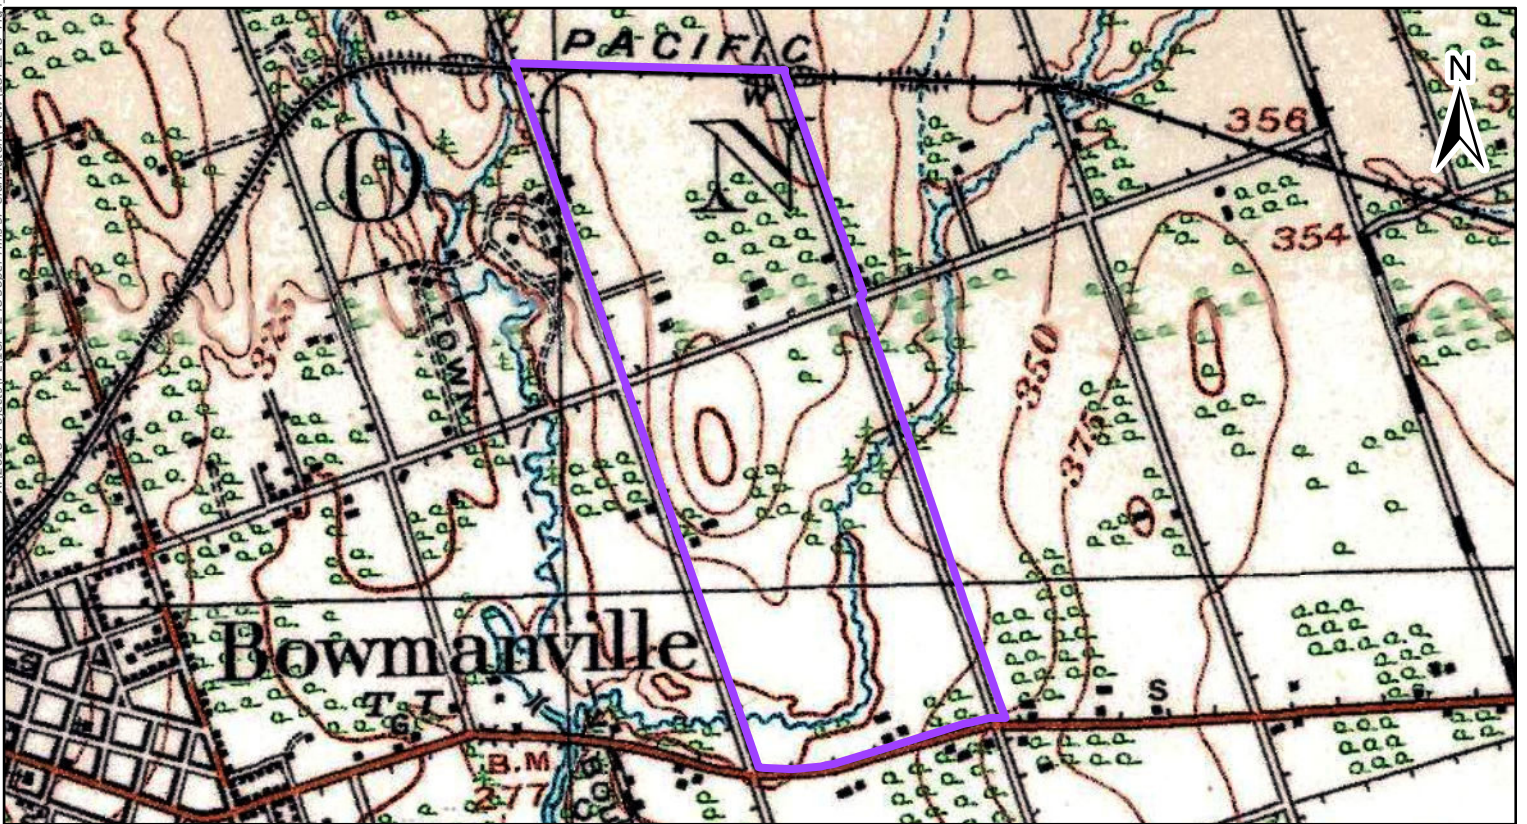 PACIFIC
N
W
356
O
N
354
TOWN
350
375
Bowmanville
T. T.
S
G
B.M
277